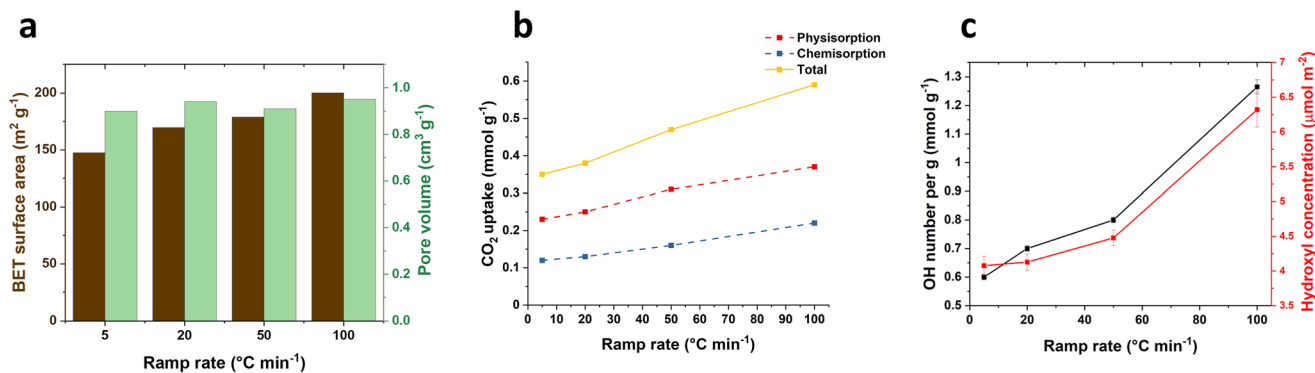 a
BET surface area (m² g⁻¹)
200
150
100
50
0
1.0
0.8
0.6
0.4
0.2
0.0
Pore volume (cm³ g⁻¹)
5 20 50 100
Ramp rate (°C min⁻¹)
b
Physisorption
Chemisorption
Total
CO₂ uptake (mmol g⁻¹)
0.6
0.5
0.4
0.3
0.2
0.1
0
0 10 20 30 40 50 60 70 80 90 100
Ramp rate (°C min⁻¹)
c
OH number per g (mmol g⁻¹)
1.3
1.2
1.1
1
0.9
0.8
0.7
0.6
0.5
7
6.5
6
5.5
5
4.5
4
3.5
3
Hydroxyl concentration (μmol m⁻²)
0 20 40 60 80 100
Ramp rate (°C min⁻¹)